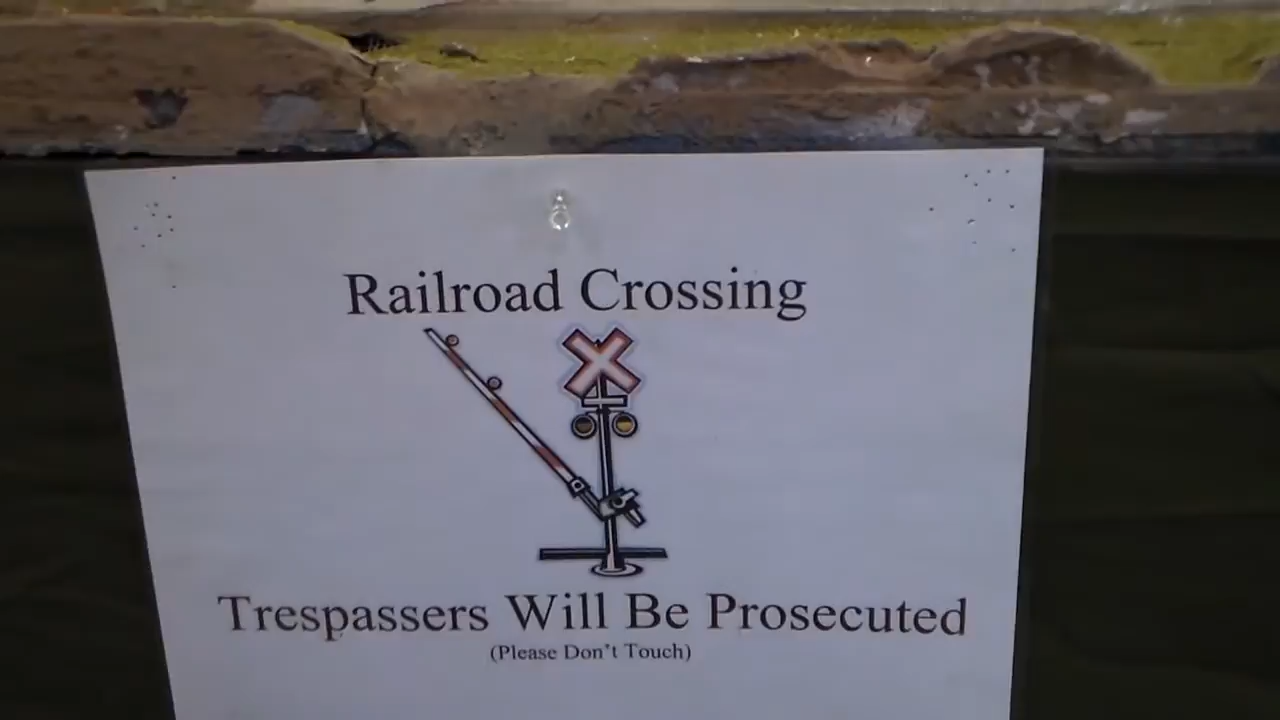 Railroad Crossing
Trespassers Will Be Prosecuted
(Please Don't Touch)